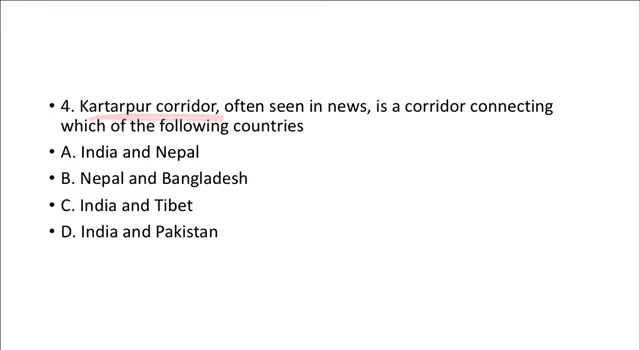 • 4. Kartarpur corridor, often seen in news, is a corridor connecting
which of the following countries
• A. India and Nepal
• B. Nepal and Bangladesh
• C. India and Tibet
• D. India and Pakistan